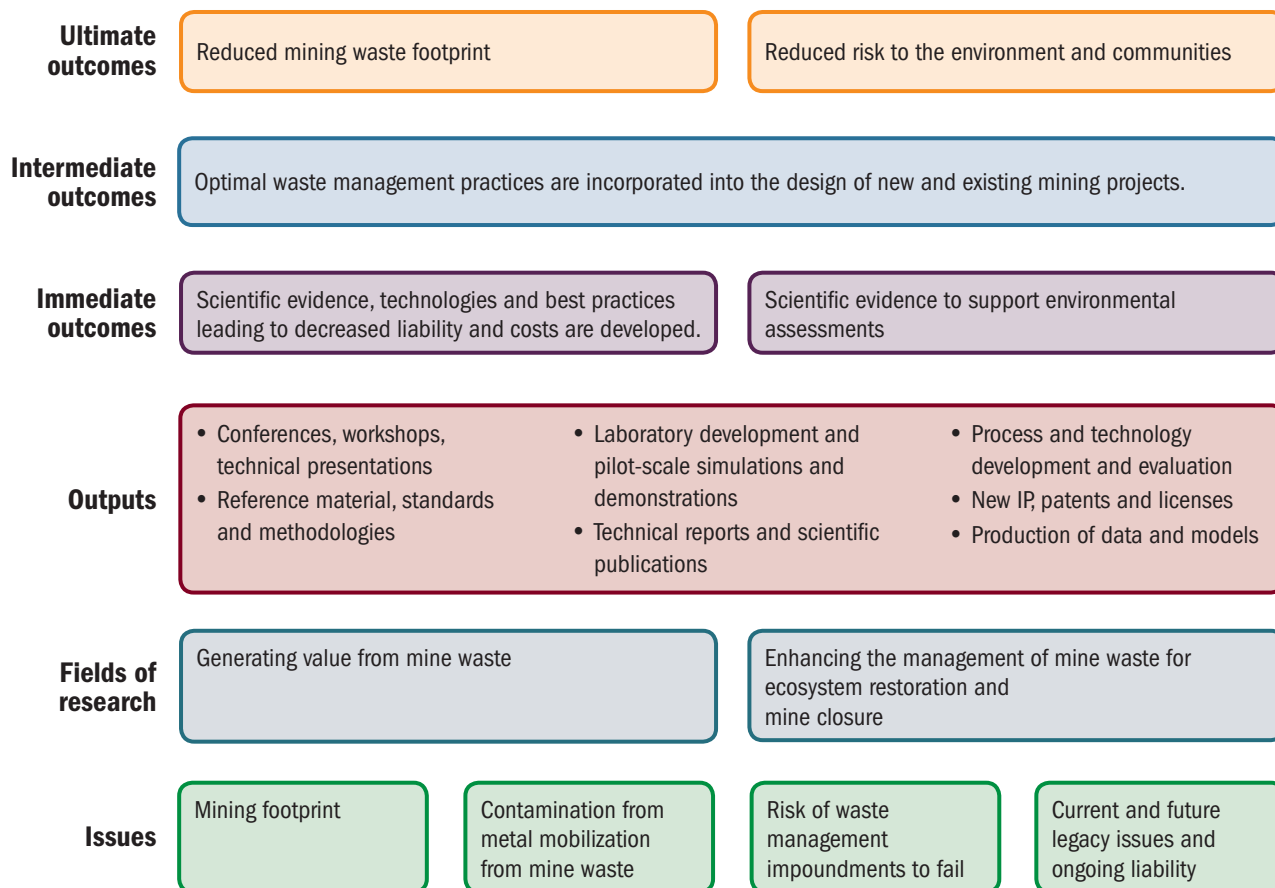 Ultimate
outcomes
Reduced mining waste footprint
Reduced risk to the environment and communities
Intermediate
outcomes
Optimal waste management practices are incorporated into the design of new and existing mining projects.
Immediate
outcomes
Scientific evidence, technologies and best practices
leading to decreased liability and costs are developed.
Scientific evidence to support environmental
assessments
Outputs
• Conferences, workshops,
technical presentations
• Reference material, standards
and methodologies
• Laboratory development and
pilot-scale simulations and
demonstrations
• Technical reports and scientific
publications
• Process and technology
development and evaluation
• New IP, patents and licenses
• Production of data and models
Fields of
research
Generating value from mine waste
Enhancing the management of mine waste for
ecosystem restoration and
mine closure
Issues
Mining footprint
Contamination from
metal mobilization
from mine waste
Risk of waste
management
impoundments to fail
Current and future
legacy issues and
ongoing liability